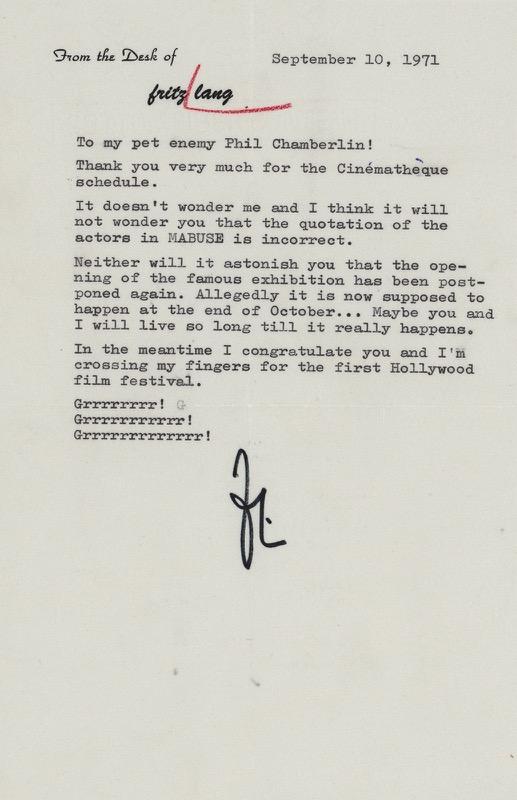 From the Desk of
September 10, 1971
fritz lang
To my pet enemy Phil Chamberlin!
Thank you very much for the Cinémathèque
schedule.
It doesn't wonder me and I think it will
not wonder you that the quotation of the
actors in MABUSE is incorrect.
Neither will it astonish you that the ope-
ning of the famous exhibition has been post-
poned again. Allegedly it is now supposed to
happen at the end of October... Maybe you and
I will live so long till it really happens.
In the meantime I congratulate you and I'm
crossing my fingers for the first Hollywood
film festival.
Grrrrrrrr! G
Grrrrrrrrrrr!
Grrrrrrrrrrrrr!